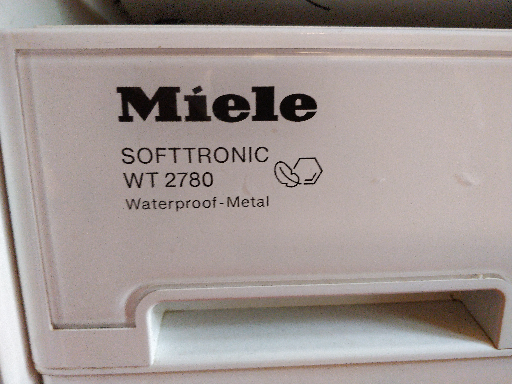 Miele
SOFTTRONIC
WT 2780
Waterproof-Metal